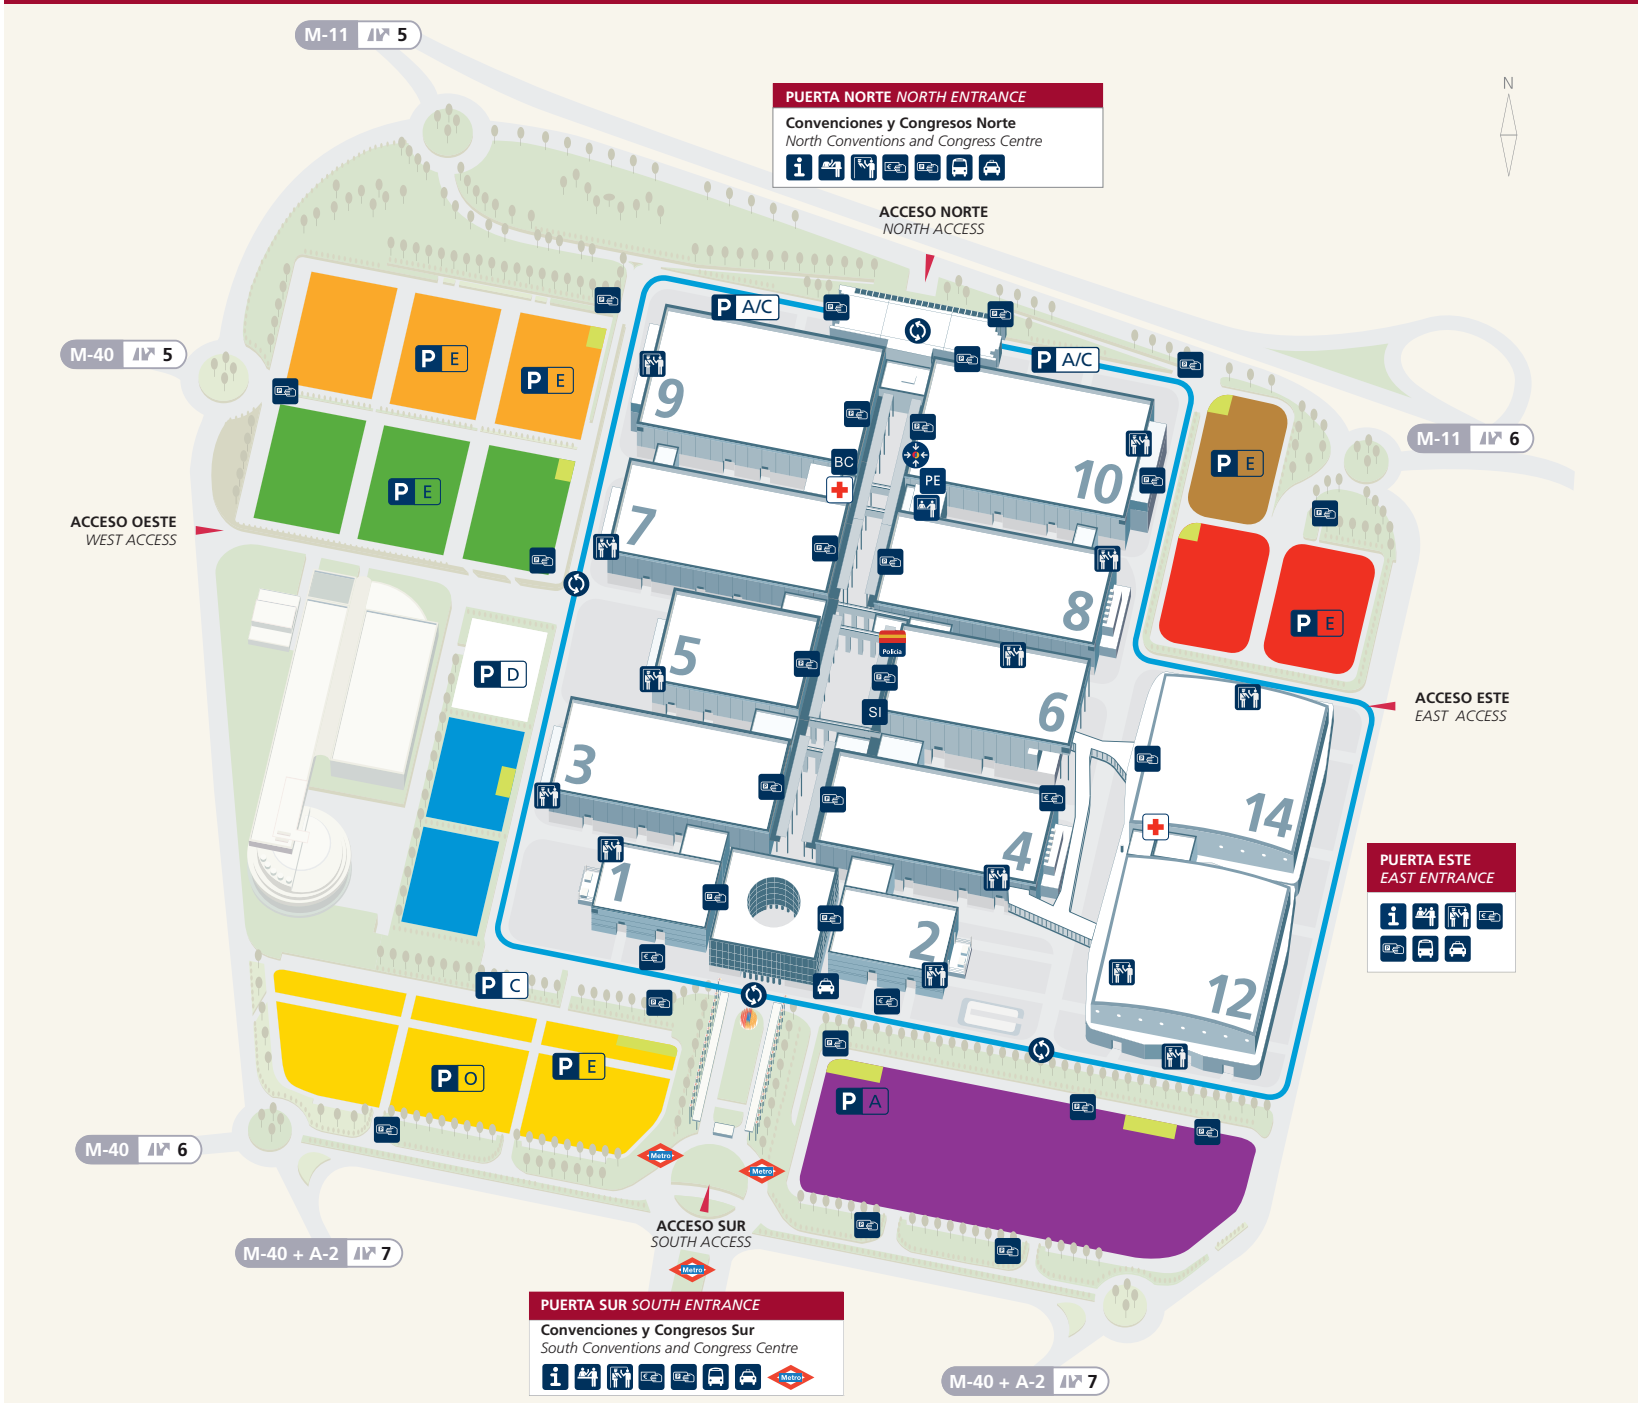 M-11 5
N
PUERTA NORTE NORTH ENTRANCE
Convenciones y Congresos Norte
North Conventions and Congress Centre
i
ACCESO NORTE
NORTH ACCESS
P A/C
P A/C
M-40 5
P E
P E
9
M-11 6
10
BC
PE
P E
P E
ACCESO OESTE
WEST ACCESS
7
8
P E
Policía
5
P D
6
SI
ACCESO ESTE
EAST ACCESS
3
14
4
PUERTA ESTE
EAST ENTRANCE
i
1
2
12
P C
P O
P E
P A
M-40 6
Metro
Metro
ACCESO SUR
SOUTH ACCESS
M-40 + A-2 7
Metro
PUERTA SUR SOUTH ENTRANCE
Convenciones y Congresos Sur
South Conventions and Congress Centre
i Metro
M-40 + A-2 7